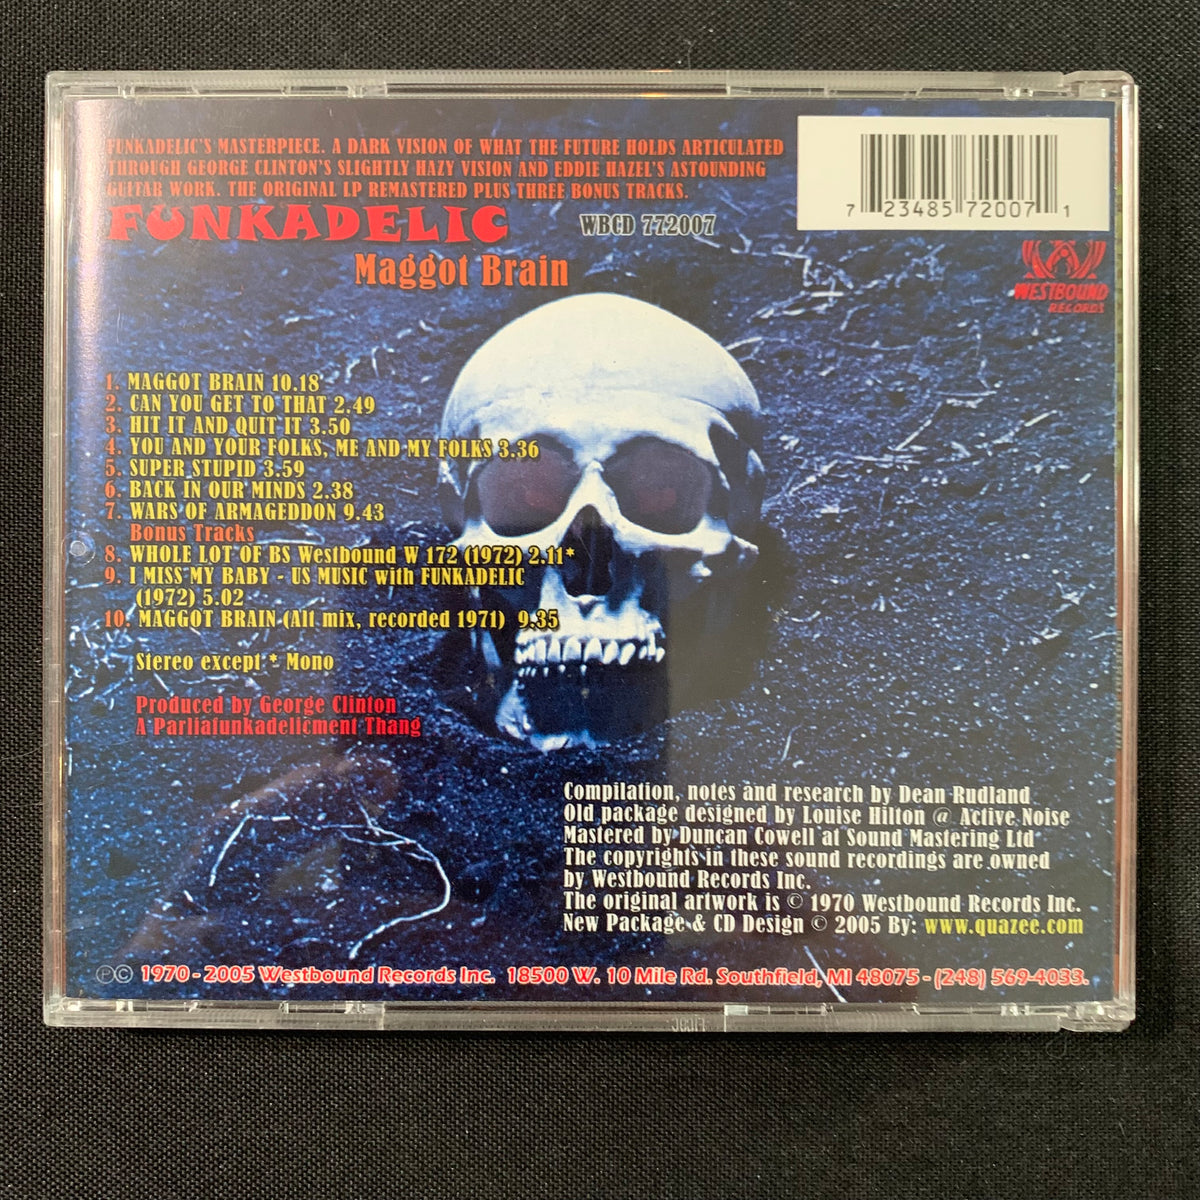 FUNKADELIC'S MASTERPIECE. A DARK VISION OF WHAT THE FUTURE HOLDS ARTICULATED
THROUGH GEORGE CLINTON'S SLIGHTLY HAZY VISION AND EDDIE HAZEL'S ASTOUNDING
GUITAR WORK. THE ORIGINAL LP REMASTERED PLUS THREE BONUS TRACKS.
FUNKADELIC
WBCD 772007
Maggot Brain
7 23485 72007 1
WESTBOUND
RECORDS
1. MAGGOT BRAIN 10.18
2. CAN YOU GET TO THAT 2.49
3. HIT IT AND QUIT IT 3.50
4. YOU AND YOUR FOLKS, ME AND MY FOLKS 3.36
5. SUPER STUPID 3.59
6. BACK IN OUR MINDS 2.38
7. WARS OF ARMAGEDDON 9.43
Bonus Tracks
8. WHOLE LOT OF BS Westbound W 172 (1972) 2.11*
9. I MISS MY BABY - US MUSIC with FUNKADELIC
(1972) 5.02
10. MAGGOT BRAIN (Alt mix, recorded 1971) 9.35
Stereo except * Mono
Produced by George Clinton
A Parliafunkadelicment Thang
Compilation, notes and research by Dean Rudland
Old package designed by Louise Hilton @ Active Noise
Mastered by Duncan Cowell at Sound Mastering Ltd
The copyrights in these sound recordings are owned
by Westbound Records Inc.
The original artwork is © 1970 Westbound Records Inc.
New Package & CD Design © 2005 By: www.quazee.com
℗© 1970 - 2005 Westbound Records Inc. 18500 W. 10 Mile Rd. Southfield, MI 48075 - (248) 569-4033.